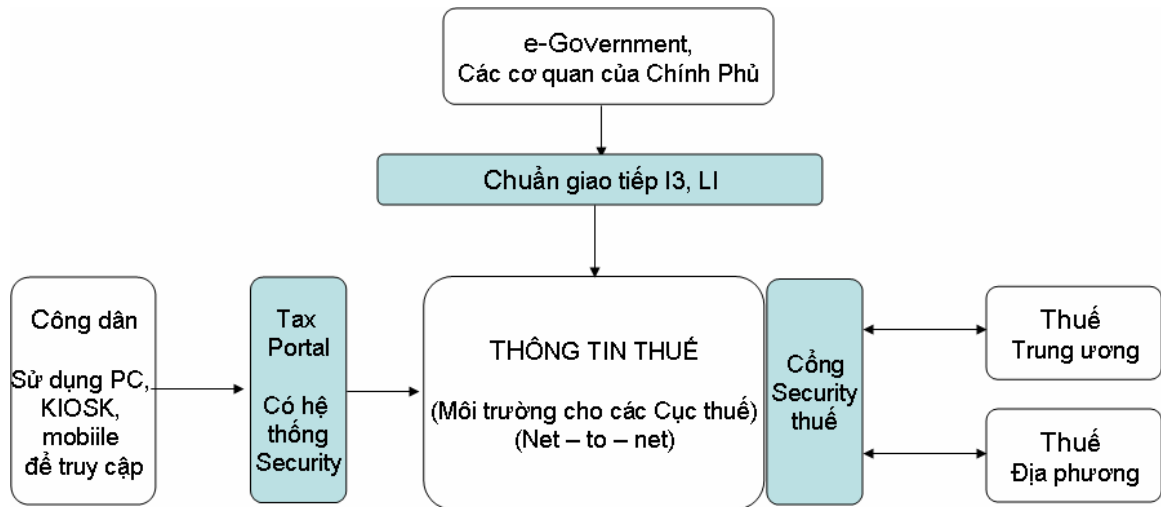 e-Government,
Các cơ quan của Chính Phủ
Chuẩn giao tiếp I3, LI
Công dân
Sử dụng PC,
KIOSK,
mobiile
để truy cập
Tax
Portal
Có hệ
thống
Security
THÔNG TIN THUẾ
(Môi trường cho các Cục thuế)
(Net – to – net)
Cổng
Security
thuế
Thuế
Trung ương
Thuế
Địa phương